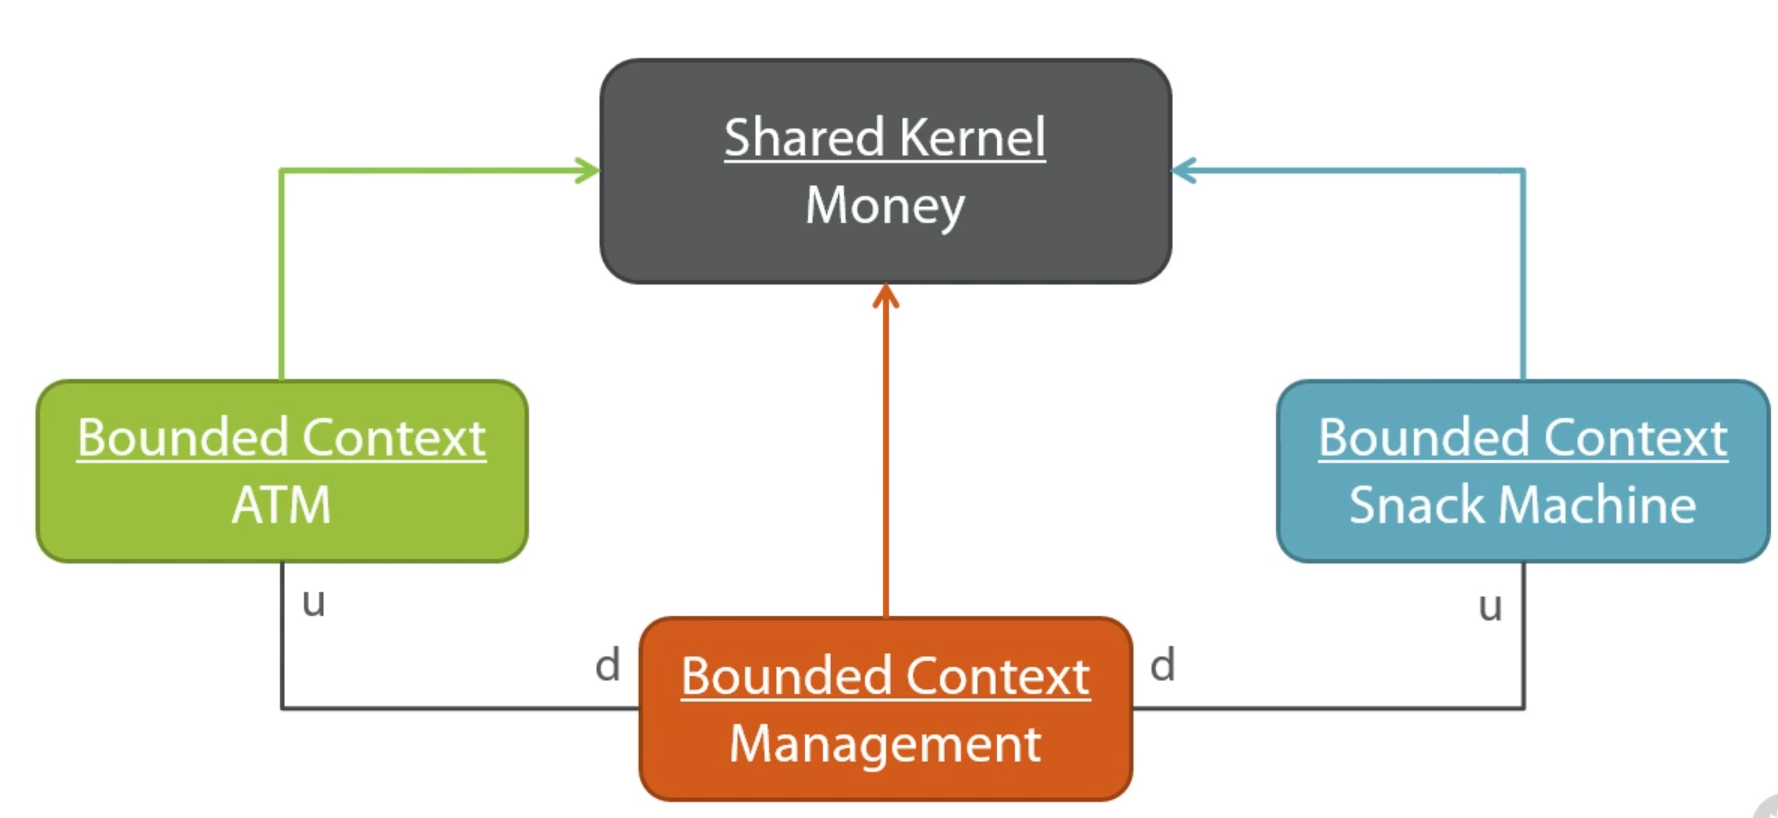 Shared Kernel
Money
Bounded Context
ATM
Bounded Context
Snack Machine
u
u
d
d
Bounded Context
Management